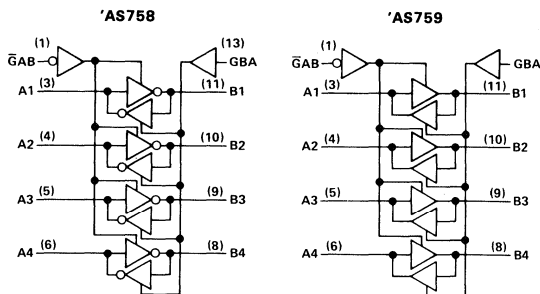 'AS758
(1)
(13)
G̅AB
GBA
(3)
(11)
A1
B1
(4)
(10)
A2
B2
(5)
(9)
A3
B3
(6)
(8)
A4
B4
'AS759
(1)
G̅AB
GBA
(3)
(11)
A1
B1
(4)
(10)
A2
B2
(5)
(9)
A3
B3
(6)
(8)
A4
B4